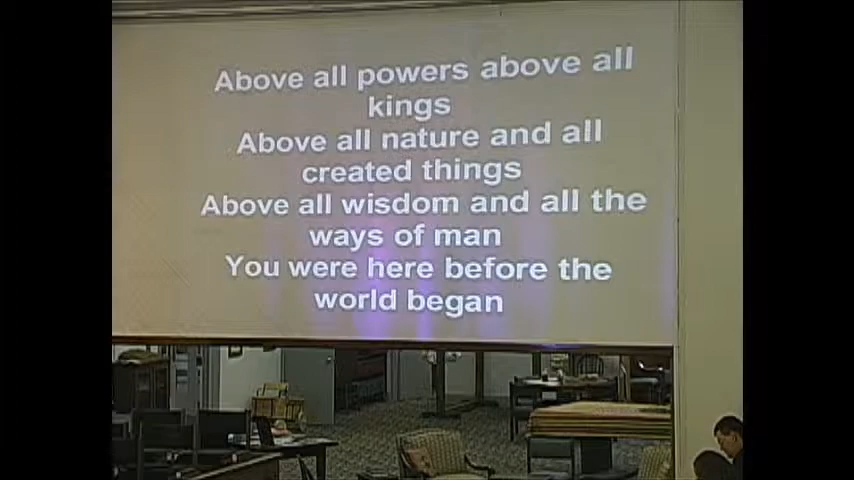 Above all powers above all
kings
Above all nature and all
created things
Above all wisdom and all the
ways of man
You were here before the
world began